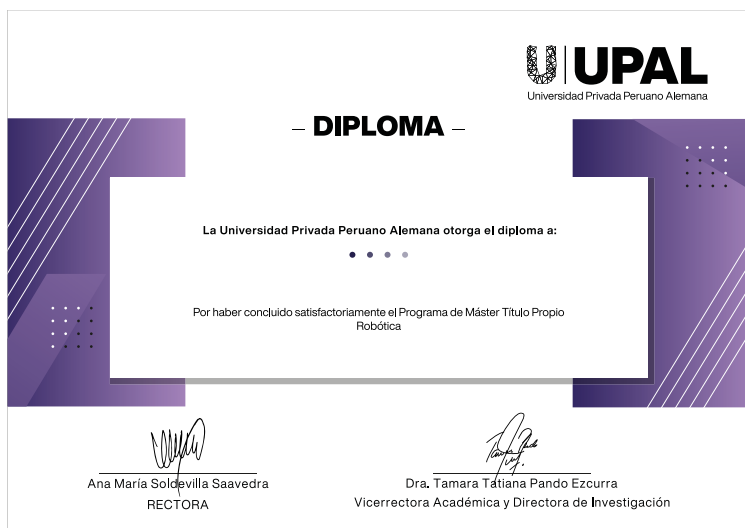 UPAL
Universidad Privada Peruano Alemana
– DIPLOMA –
La Universidad Privada Peruano Alemana otorga el diploma a:
Por haber concluido satisfactoriamente el Programa de Máster Título Propio
Robótica
Ana María Soldevilla Saavedra
RECTORA
Dra. Tamara Tatiana Pando Ezcurra
Vicerrectora Académica y Directora de Investigación